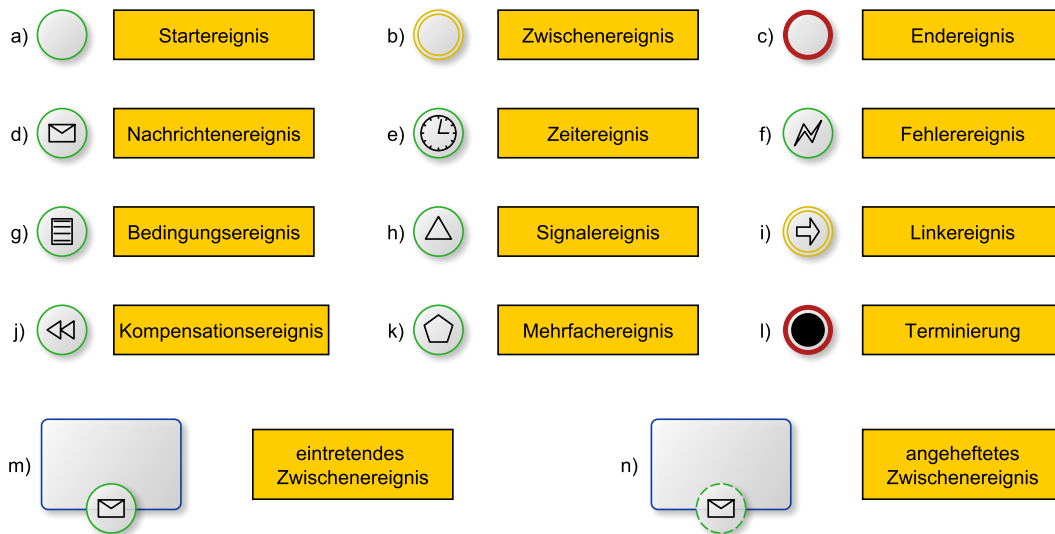 a) Startereignis b) Zwischenereignis c) Endereignis
d) Nachrichtenereignis e) Zeitereignis f) Fehlerereignis
g) Bedingungsereignis h) Signalereignis i) Linkereignis
j) Kompensationsereignis k) Mehrfachereignis l) Terminierung
m) eintretendes
Zwischenereignis
n) angeheftetes
Zwischenereignis